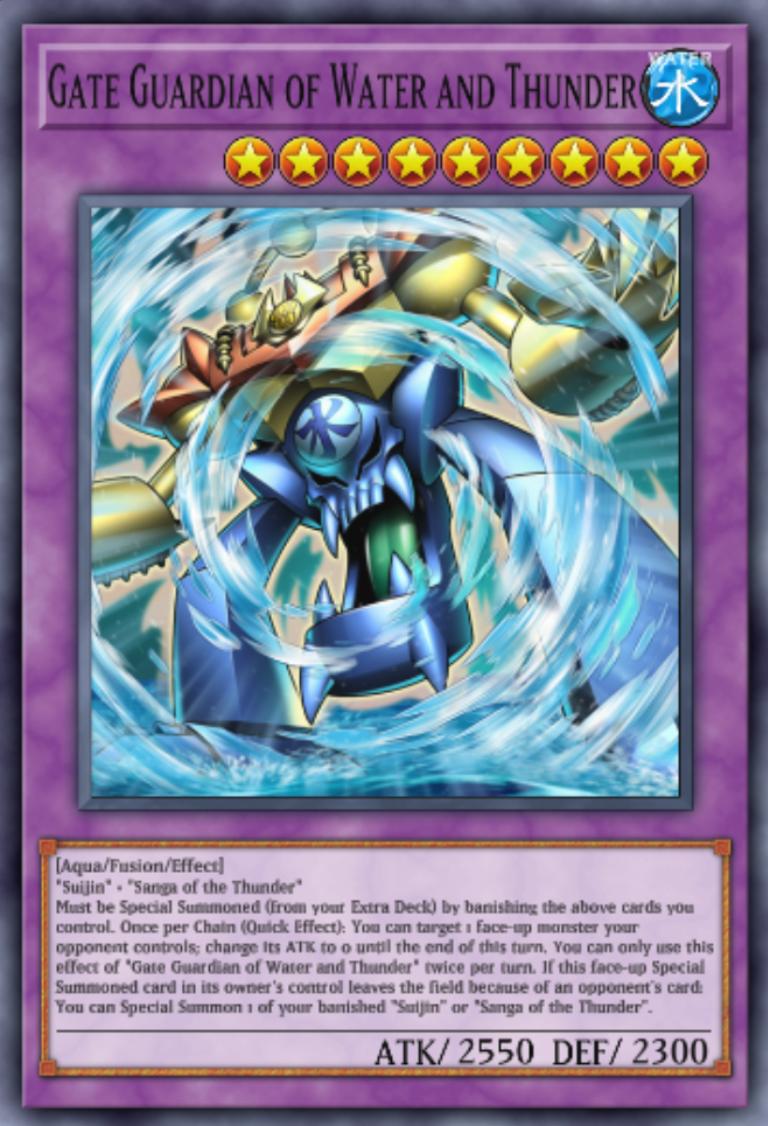 GATE GUARDIAN OF WATER AND THUNDER
WATER
水
水
[Aqua/Fusion/Effect]
"Suijin" • "Sanga of the Thunder"
Must be Special Summoned (from your Extra Deck) by banishing the above cards you
control. Once per Chain (Quick Effect): You can target 1 face-up monster your
opponent controls; change its ATK to 0 until the end of this turn. You can only use this
effect of "Gate Guardian of Water and Thunder" twice per turn. If this face-up Special
Summoned card in its owner's control leaves the field because of an opponent's card:
You can Special Summon 1 of your banished "Suijin" or "Sanga of the Thunder".
ATK/ 2550 DEF/ 2300